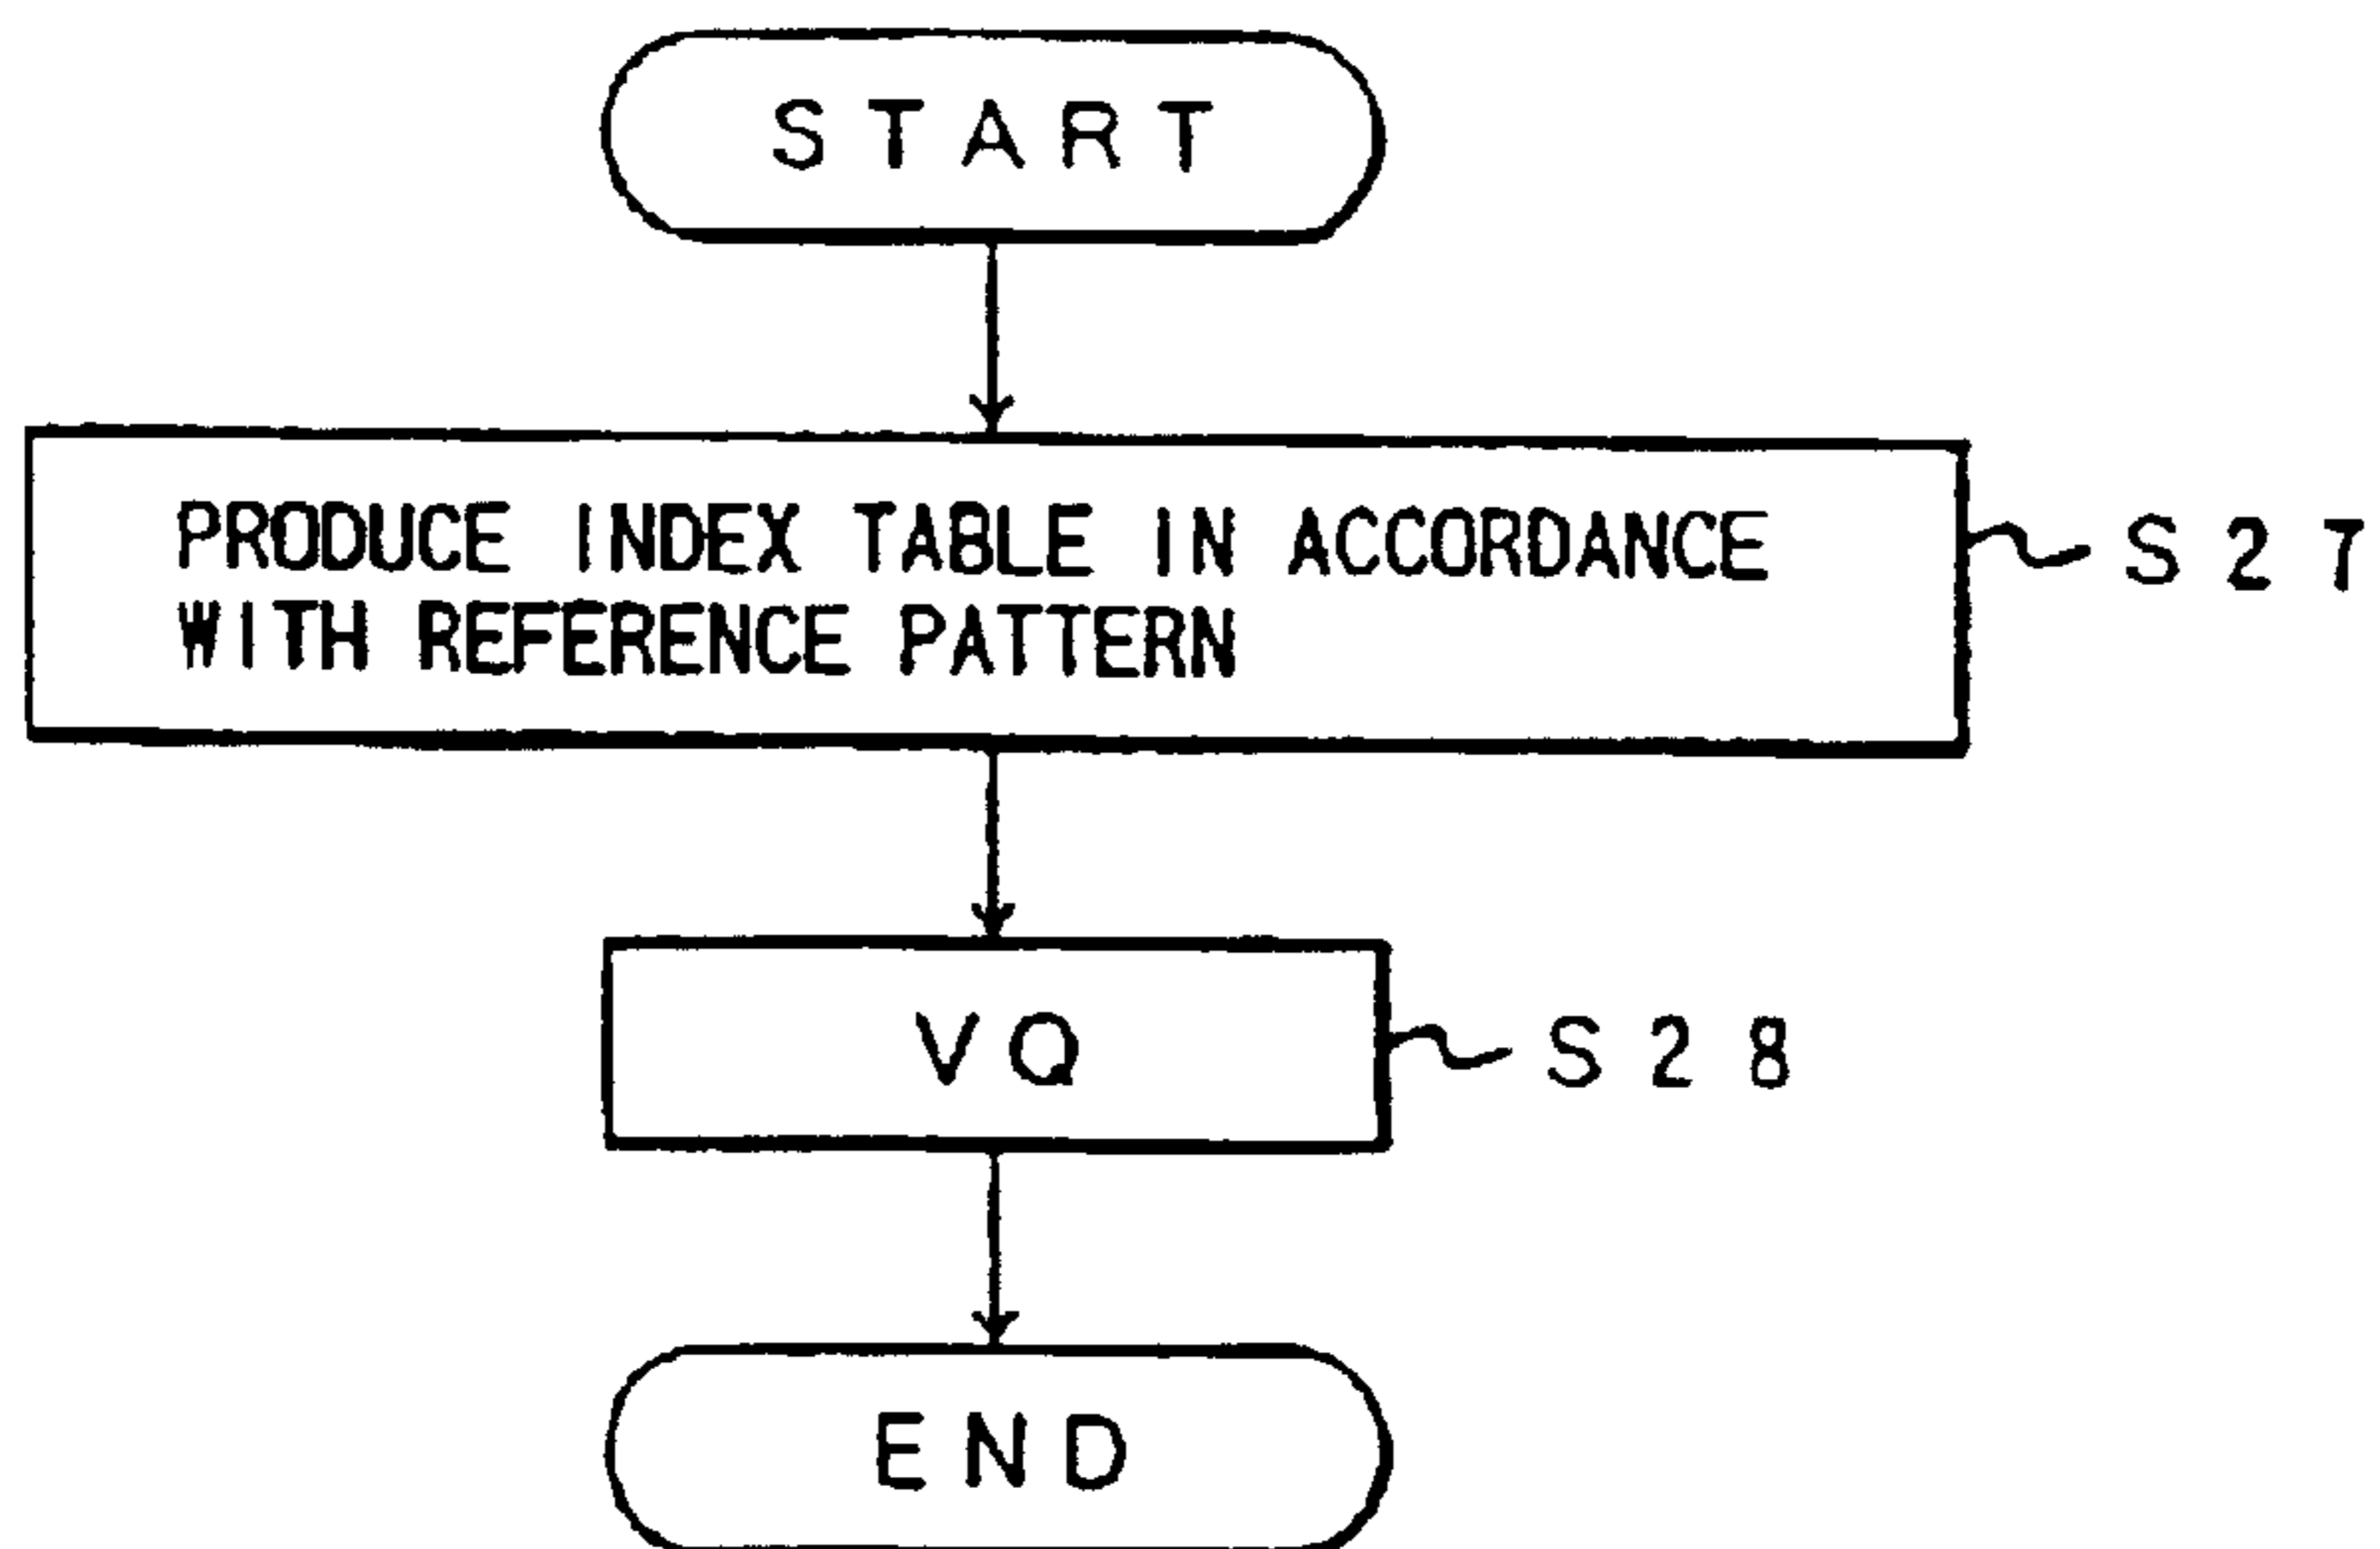 START
PRODUCE INDEX TABLE IN ACCORDANCE
WITH REFERENCE PATTERN
S27
VQ
S28
END